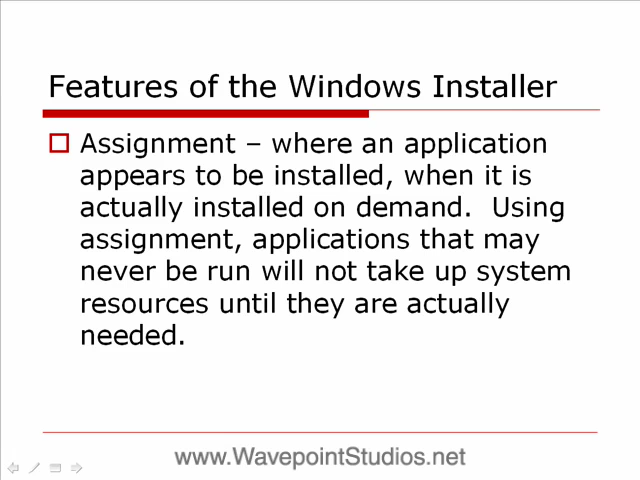 Features of the Windows Installer
Assignment – where an application
appears to be installed, when it is
actually installed on demand.  Using
assignment, applications that may
never be run will not take up system
resources until they are actually
needed.
www.WavepointStudios.net